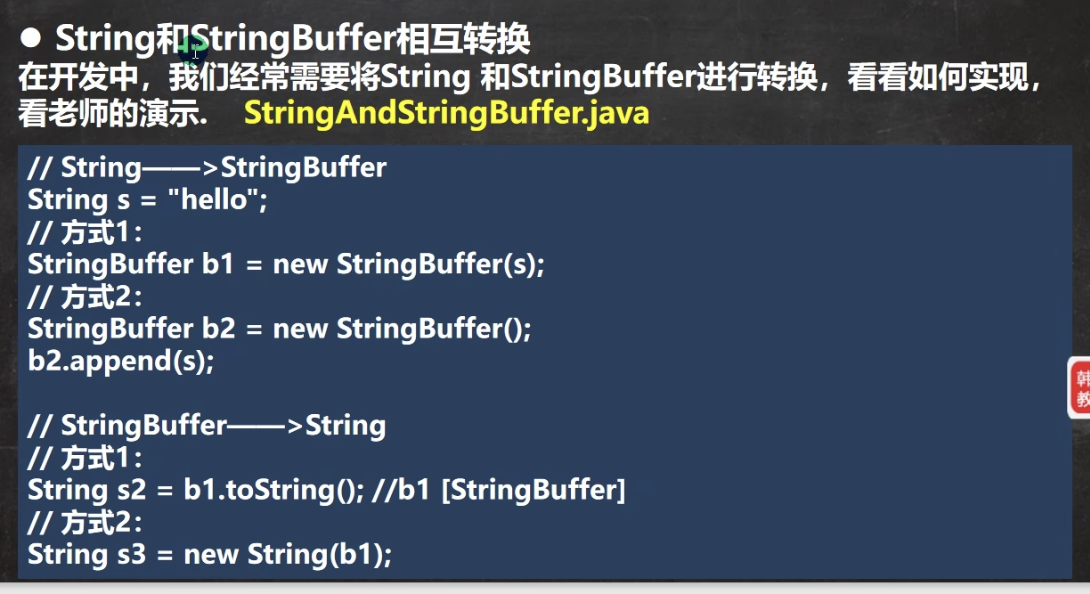 ● String和StringBuffer相互转换
在开发中，我们经常需要将String 和StringBuffer进行转换，看看如何实现，
看老师的演示.    StringAndStringBuffer.java
// String——>StringBuffer
String s = "hello";
// 方式1：
StringBuffer b1 = new StringBuffer(s);
// 方式2：
StringBuffer b2 = new StringBuffer();
b2.append(s);
// StringBuffer——>String
// 方式1：
String s2 = b1.toString(); //b1 [StringBuffer]
// 方式2：
String s3 = new String(b1);
韩
教